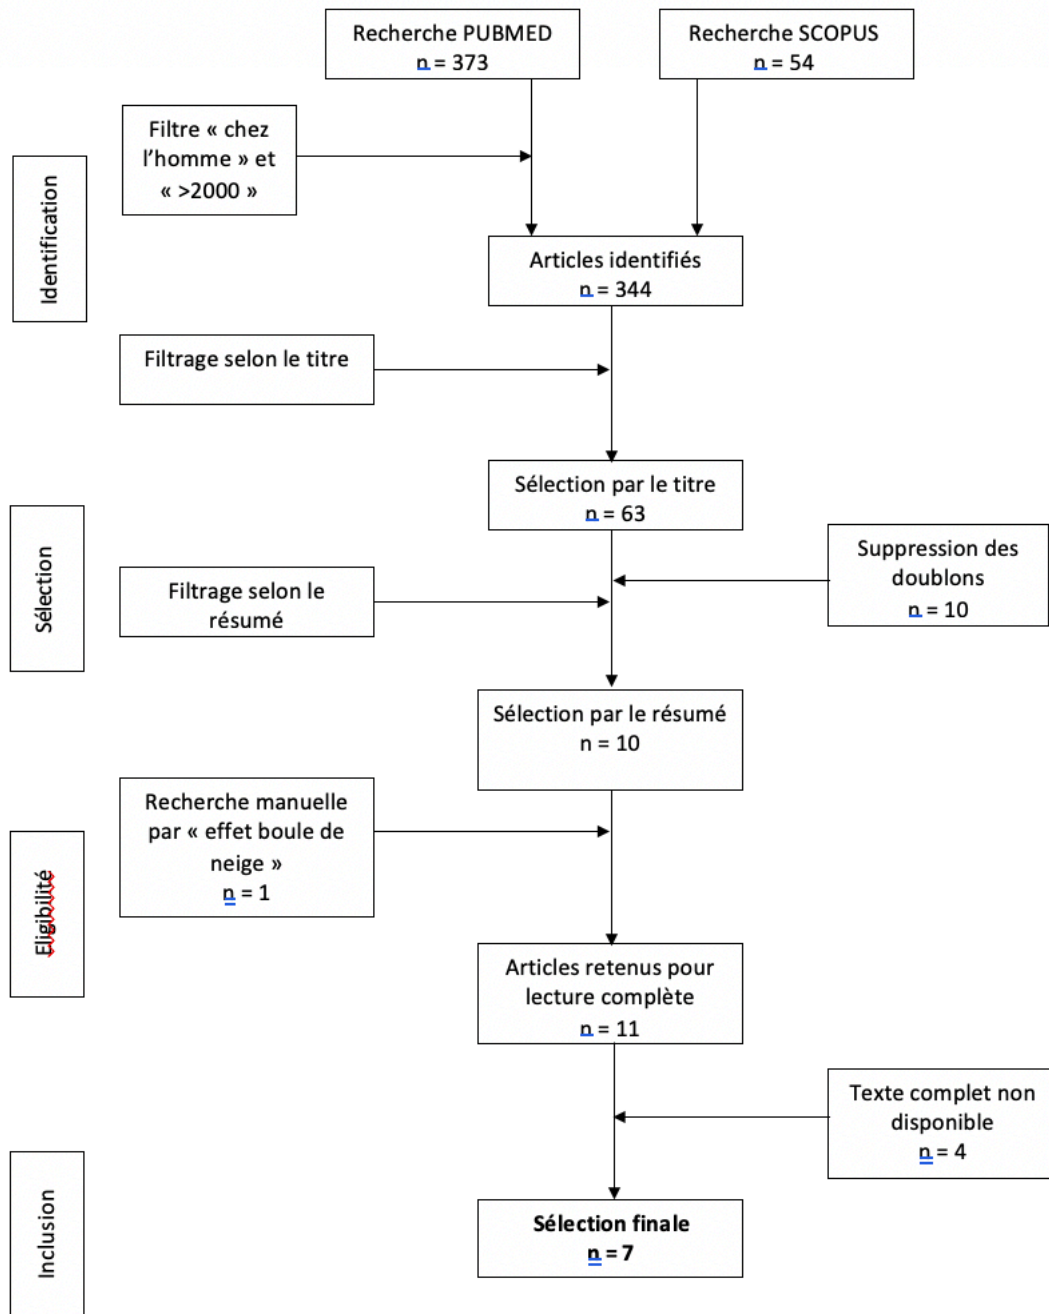 Recherche PUBMED
n = 373
Recherche SCOPUS
n = 54
Filtre « chez
l’homme » et
« >2000 »
Identification
Articles identifiés
n = 344
Filtrage selon le titre
Sélection par le titre
n = 63
Sélection
Suppression des
doublons
n = 10
Filtrage selon le
résumé
Sélection par le résumé
n = 10
Recherche manuelle
par « effet boule de
neige »
n = 1
Eligibilité
Articles retenus pour
lecture complète
n = 11
Texte complet non
disponible
n = 4
Inclusion
Sélection finale
n = 7